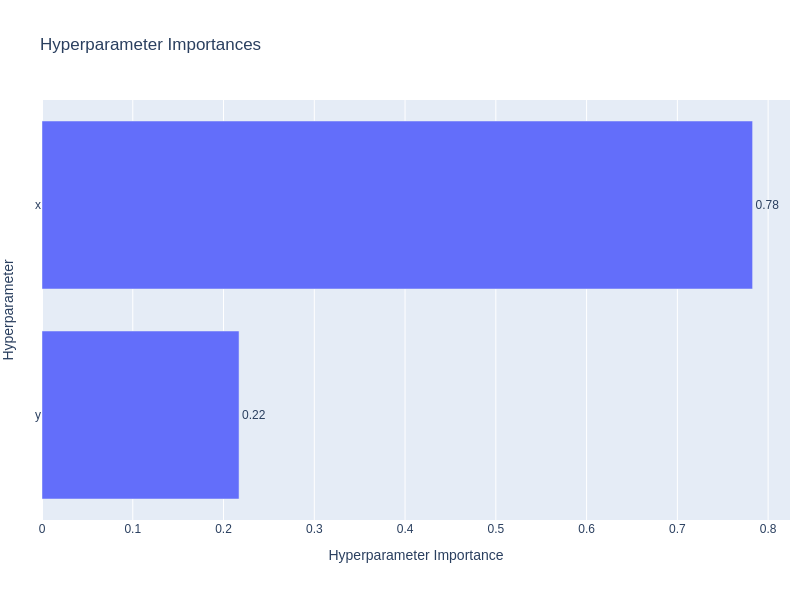 Hyperparameter Importances
Hyperparameter
x
0.78
y
0.22
0
0.1
0.2
0.3
0.4
0.5
0.6
0.7
0.8
Hyperparameter Importance